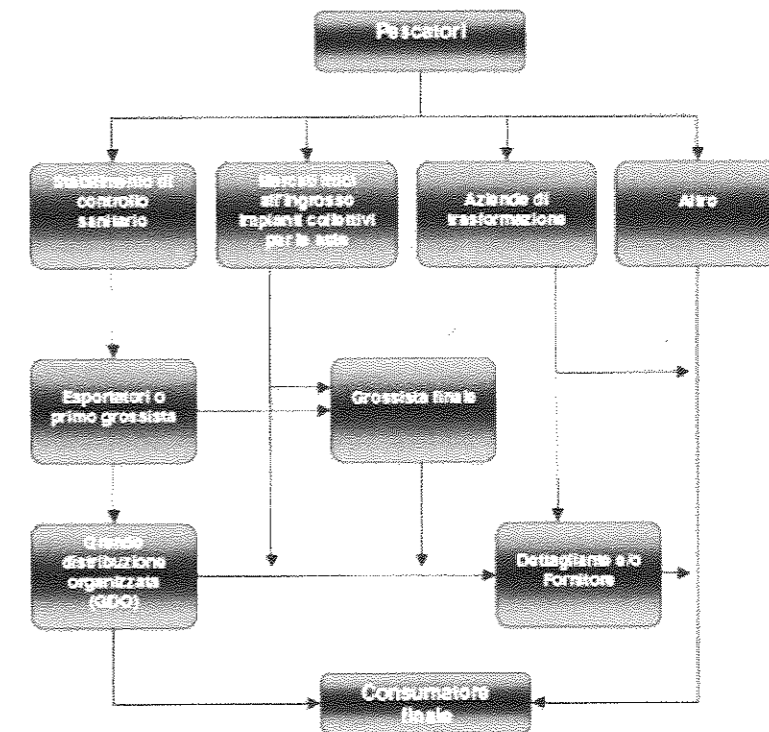 Pescatori
Stabilimento di
controllo
sanitario
Mercati ittici
all'ingrosso
impianti collettivi
per le aste
Aziende di
trasformazione
Altro
Esportatori o
primo grossista
Grossista finale
Grande
distribuzione
organizzata
(GDO)
Dettagliante e/o
Fornitore
Consumatore
finale